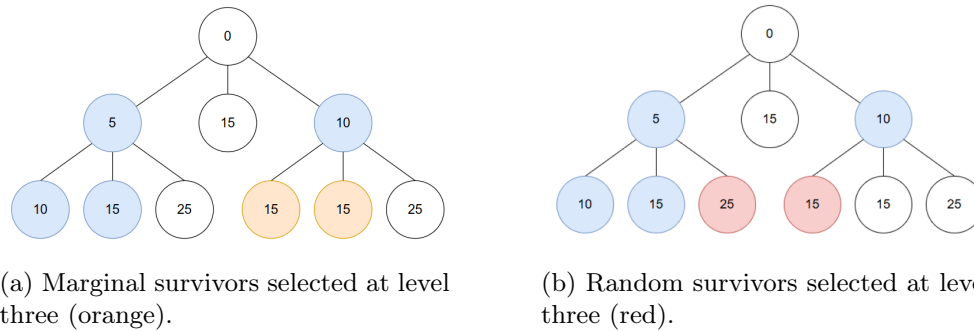 0
5 15 10
10 15 25 15 15 25
(a) Marginal survivors selected at level
three (orange).
0
5 15 10
10 15 25 15 15 25
(b) Random survivors selected at leve
three (red).